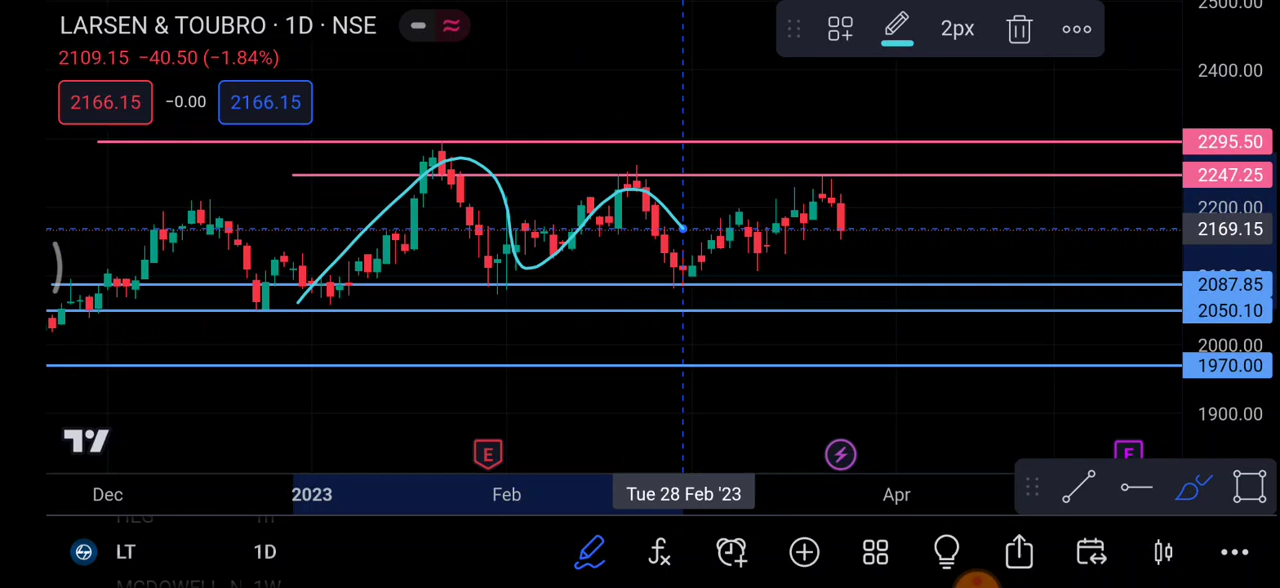 LARSEN & TOUBRO · 1D · NSE
2109.15 −40.50 (−1.84%)
2166.15 −0.00 2166.15
2px
2400.00
2295.50
2247.25
2200.00
2169.15
2087.85
2050.10
2000.00
1970.00
1900.00
E
Dec 2023 Feb Tue 28 Feb '23 Apr
LT 1D
MCDOWELL_N 1W